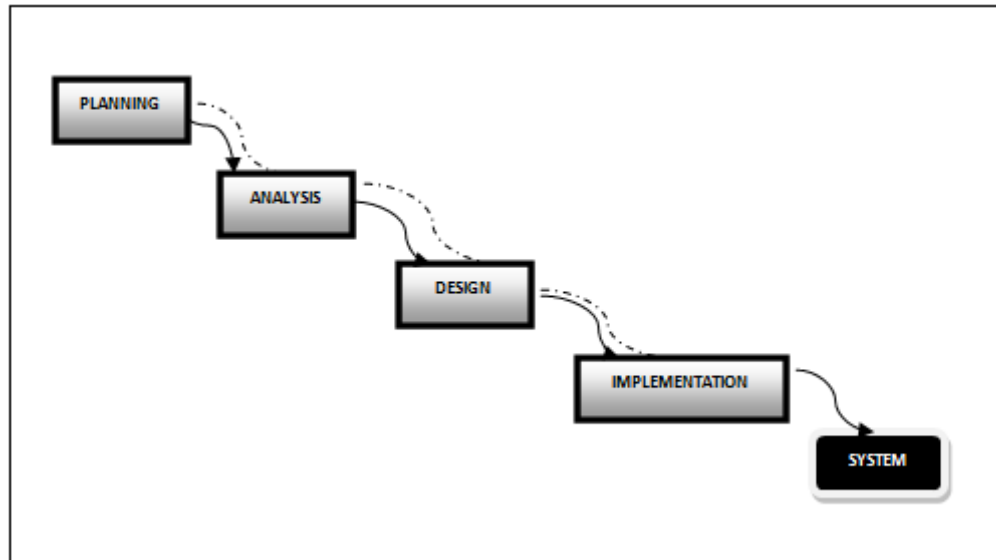 PLANNING
ANALYSIS
DESIGN
IMPLEMENTATION
SYSTEM